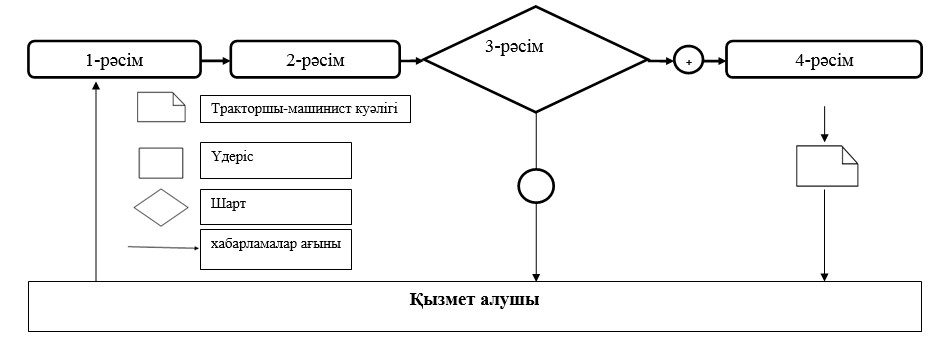 1-рәсім
2-рәсім
3-рәсім
+
4-рәсім
Тракторшы-машинист куәлігі
Үдеріс
Шарт
хабарламалар ағыны
Қызмет алушы